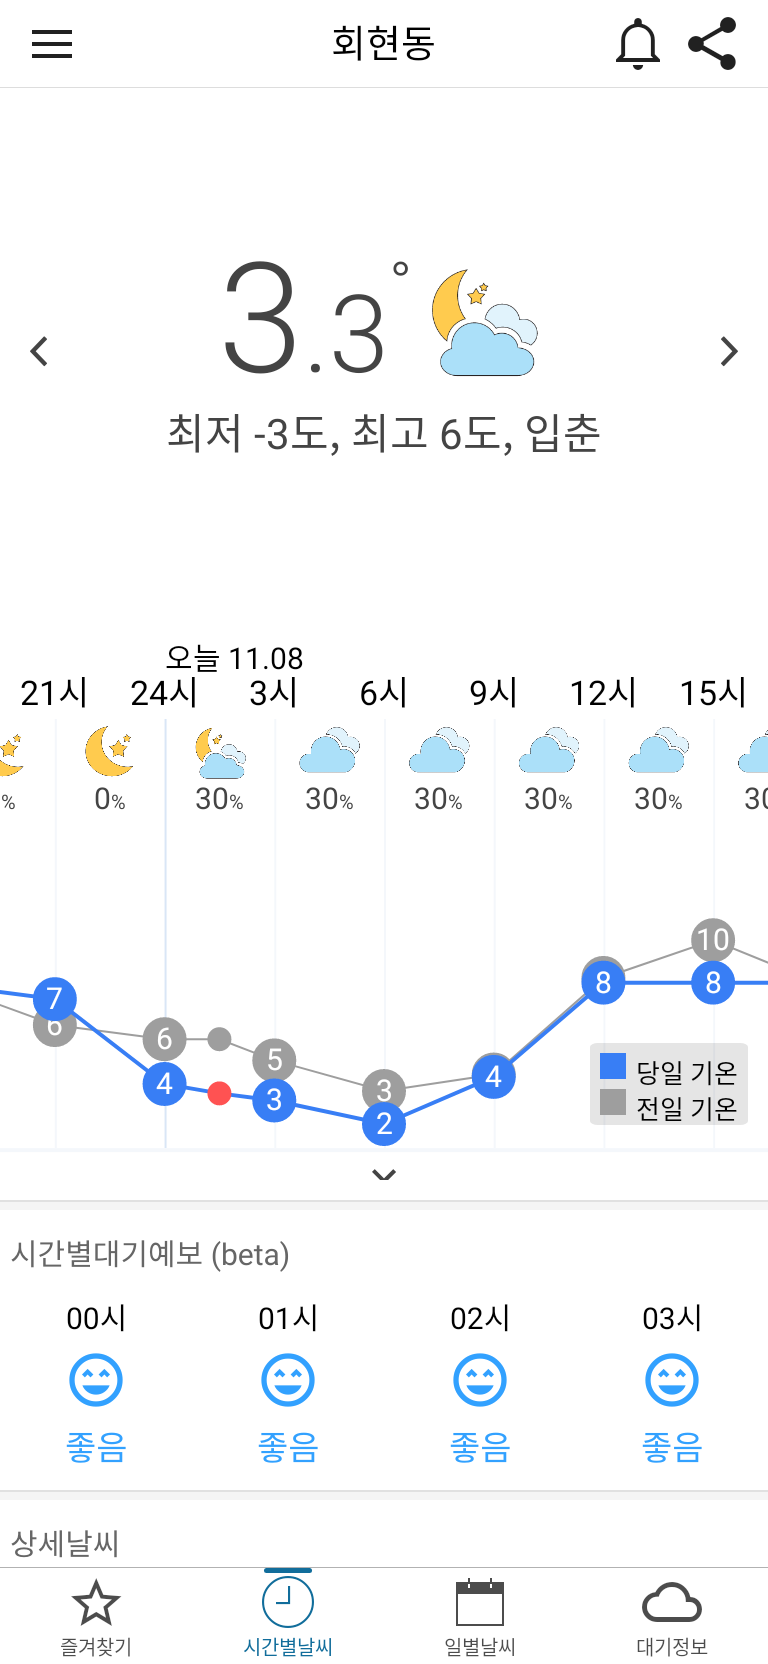 회현동
3.3°
최저 -3도, 최고 6도, 입춘
오늘 11.08
21시 24시 3시 6시 9시 12시 15시
% 0% 30% 30% 30% 30% 30% 30
10
7 8 8
6 6
5
4 4
3 3
2
당일 기온
전일 기온
시간별대기예보 (beta)
00시 01시 02시 03시
좋음 좋음 좋음 좋음
상세날씨
즐겨찾기 시간별날씨 일별날씨 대기정보